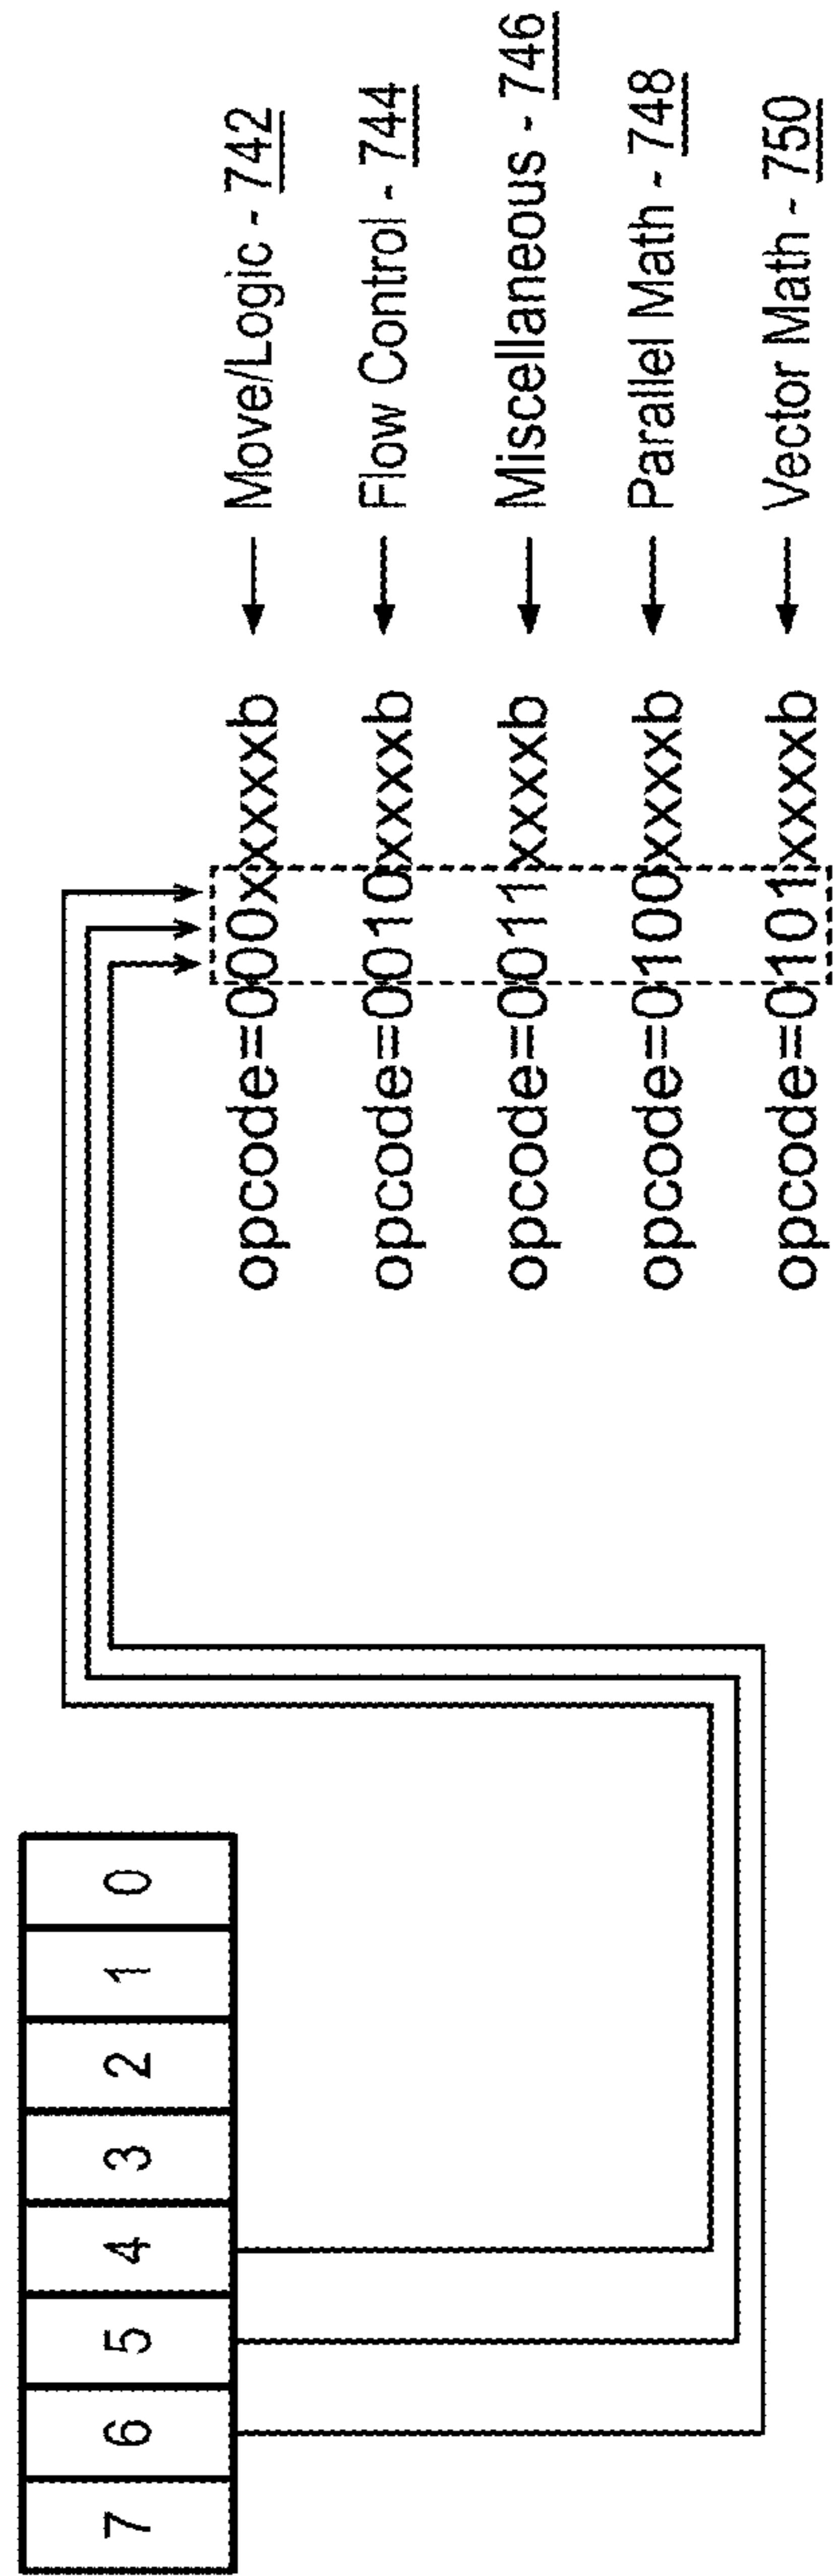 7 6 5 4 3 2 1 0
opcode=000xxxxxb ← Move/Logic - 742
opcode=0010xxxxb ← Flow Control - 744
opcode=0011xxxxb ← Miscellaneous - 746
opcode=0100xxxxb ← Parallel Math - 748
opcode=0101xxxxb ← Vector Math - 750